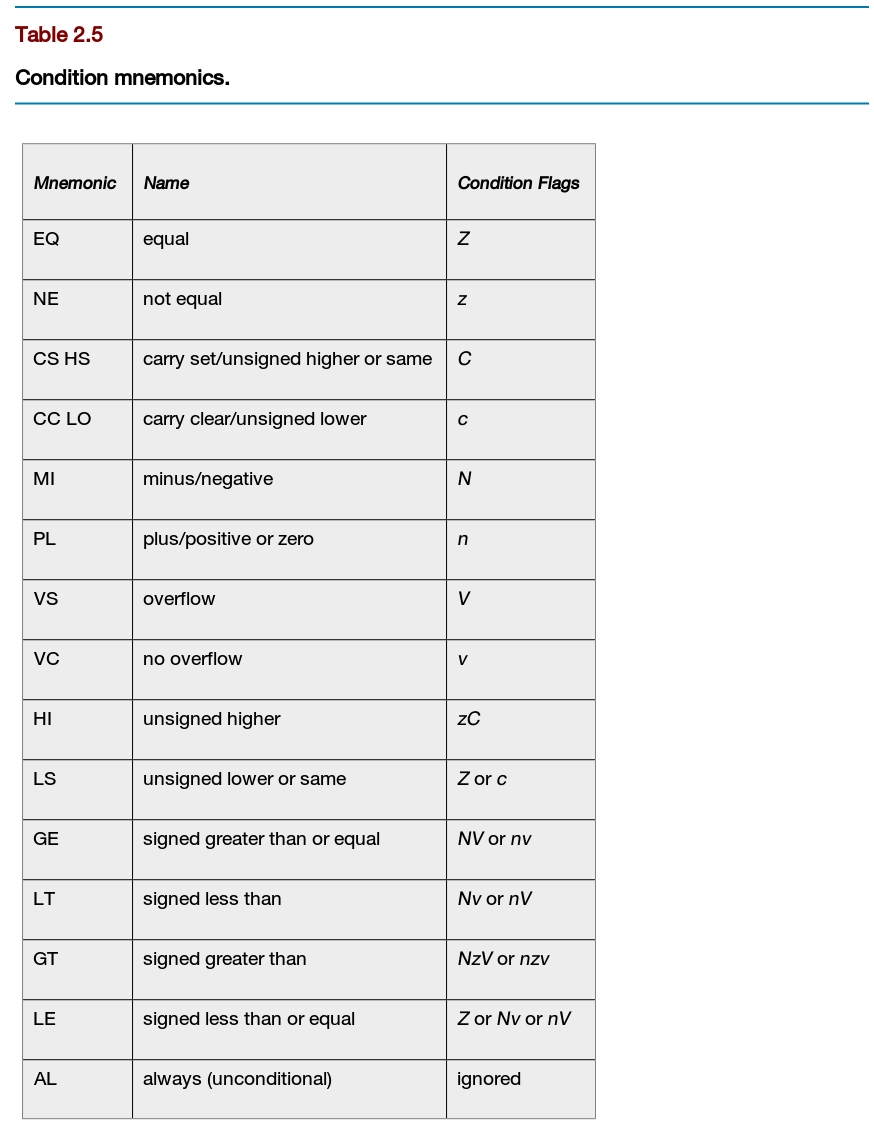 Table 2.5
Condition mnemonics.
Mnemonic Name Condition Flags
EQ equal Z
NE not equal z
CS HS carry set/unsigned higher or same C
CC LO carry clear/unsigned lower c
MI minus/negative N
PL plus/positive or zero n
VS overflow V
VC no overflow v
HI unsigned higher zC
LS unsigned lower or same Z or c
GE signed greater than or equal NV or nv
LT signed less than Nv or nV
GT signed greater than NzV or nzv
LE signed less than or equal Z or Nv or nV
AL always (unconditional) ignored